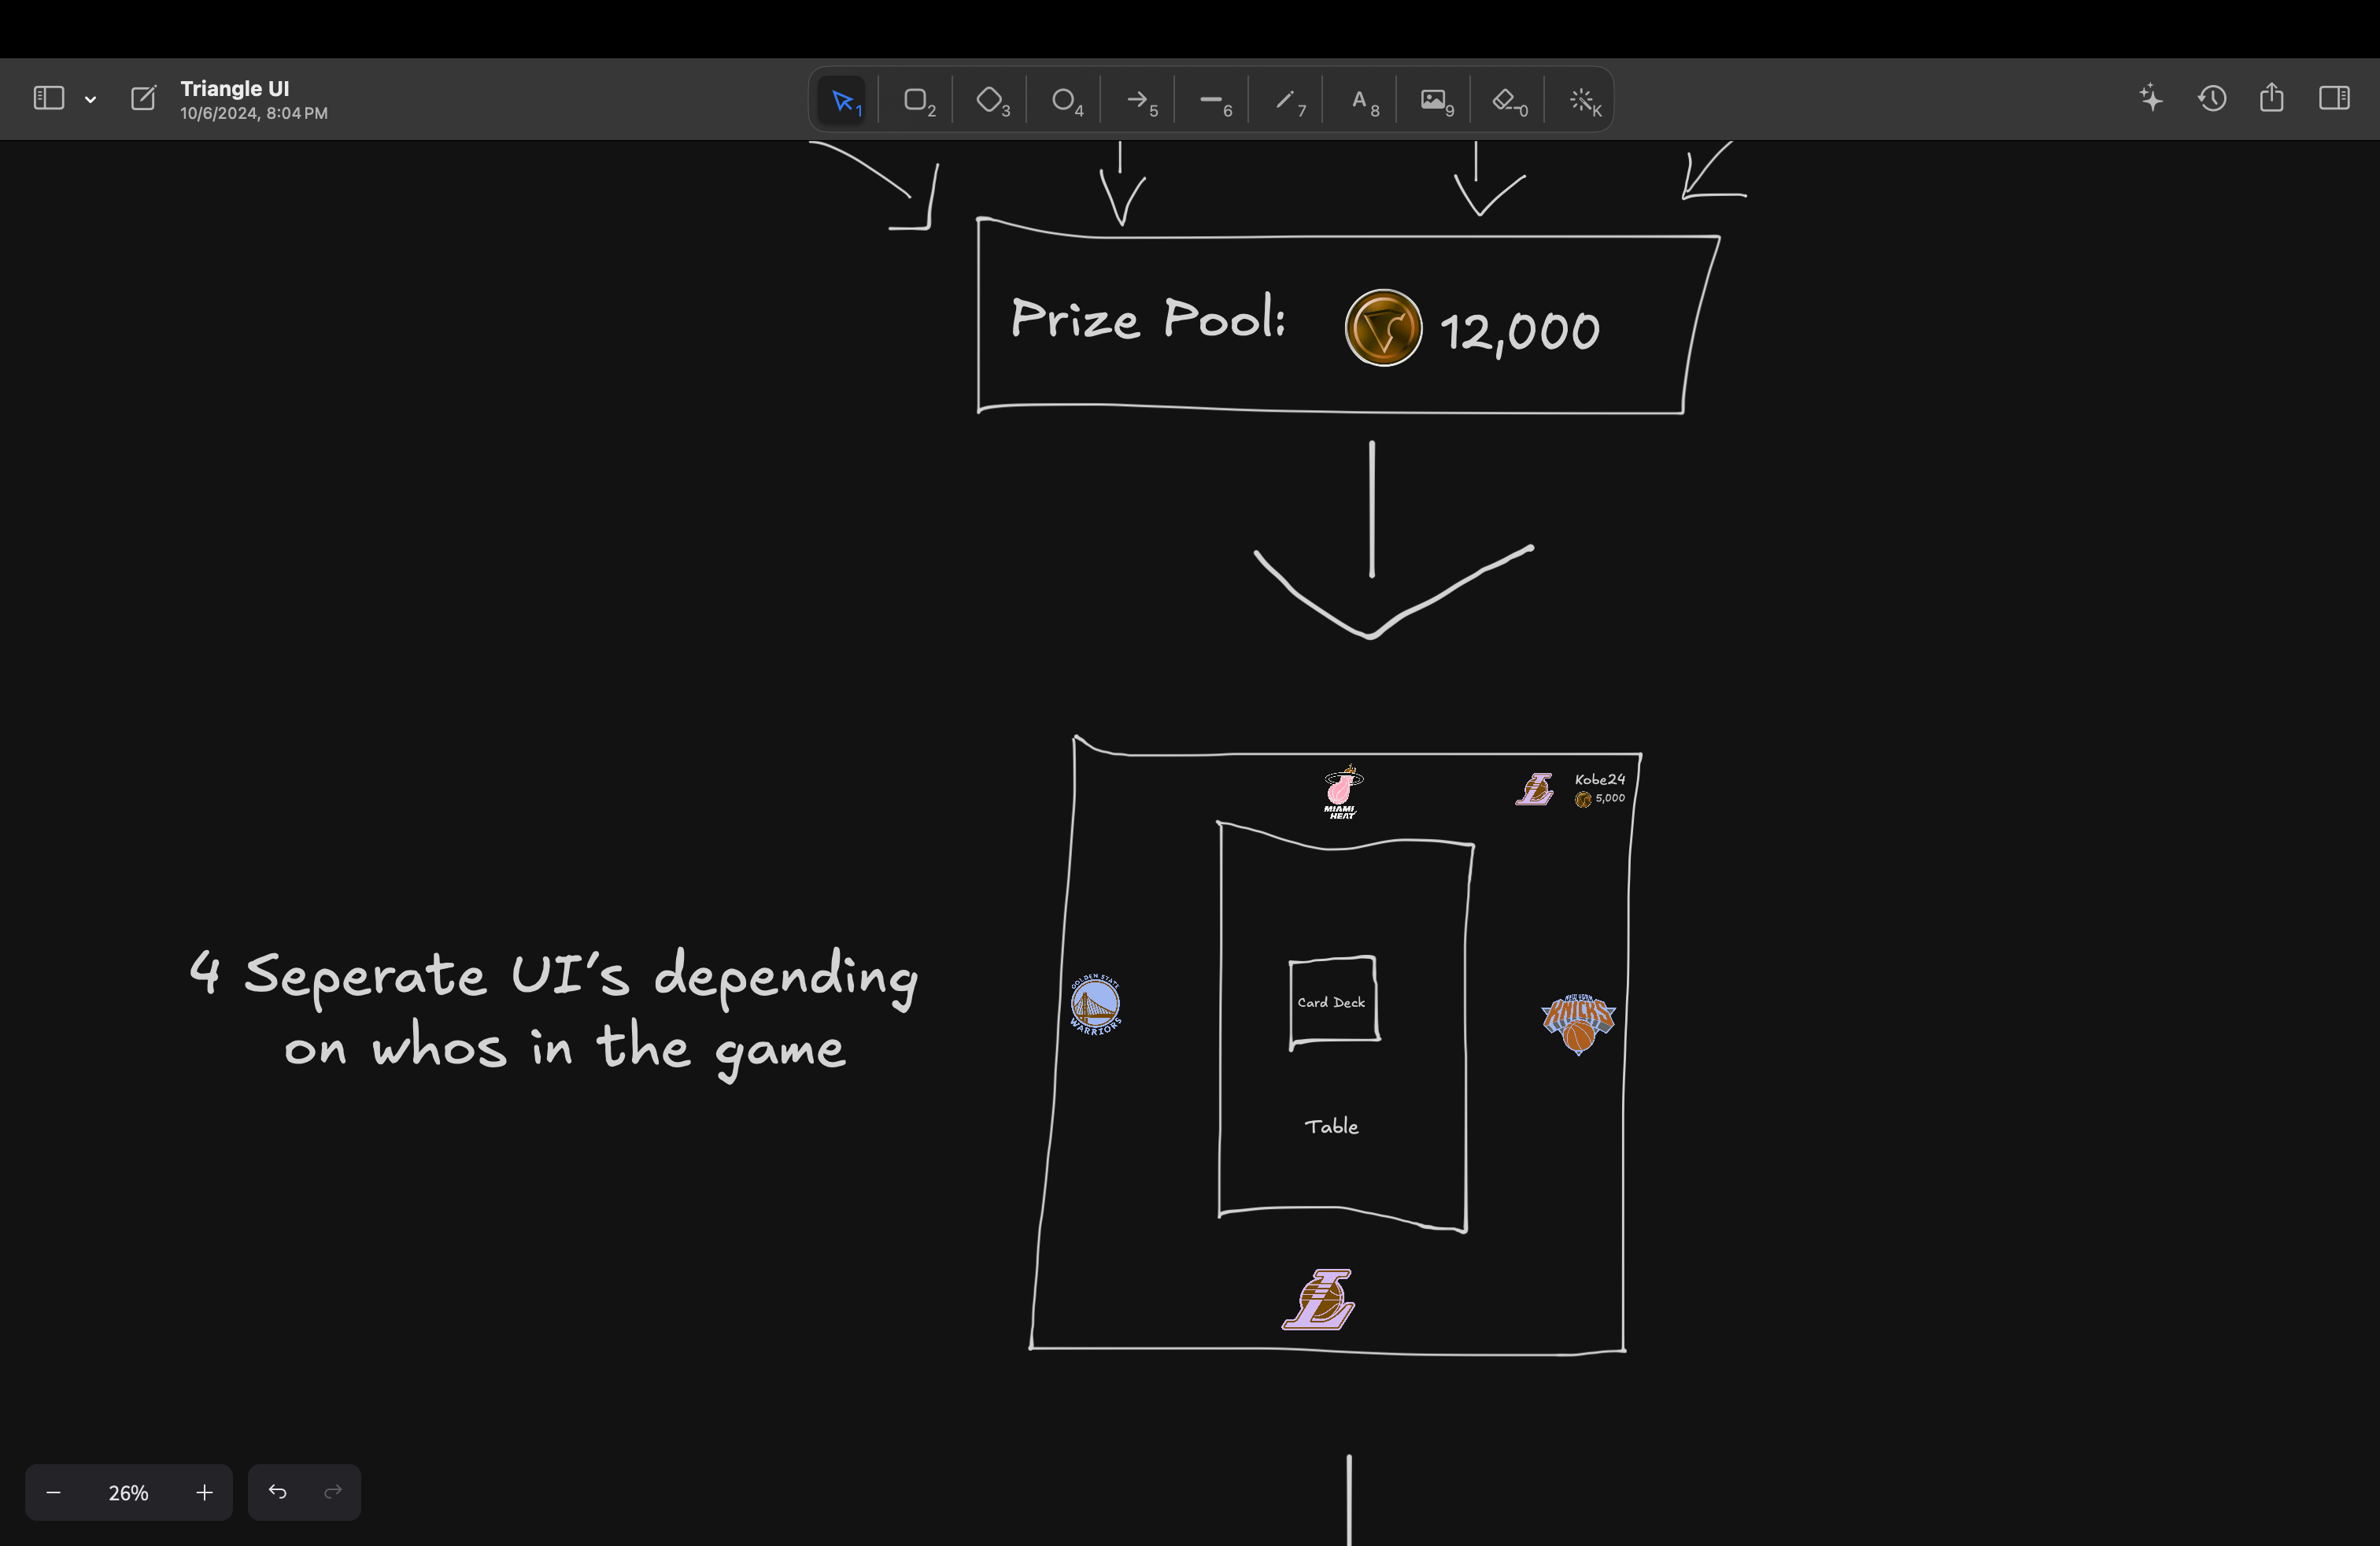 Triangle UI
10/6/2024, 8:04 PM
1
2
3
4
5
6
7
A 8
9
0
K
Prize Pool:
12,000
MIAMI
HEAT
Kobe24
5,000
4 Seperate UI's depending
on whos in the game
GOLDEN STATE
WARRIORS
Card Deck
NEW YORK
KNICKS
Table
L
26%